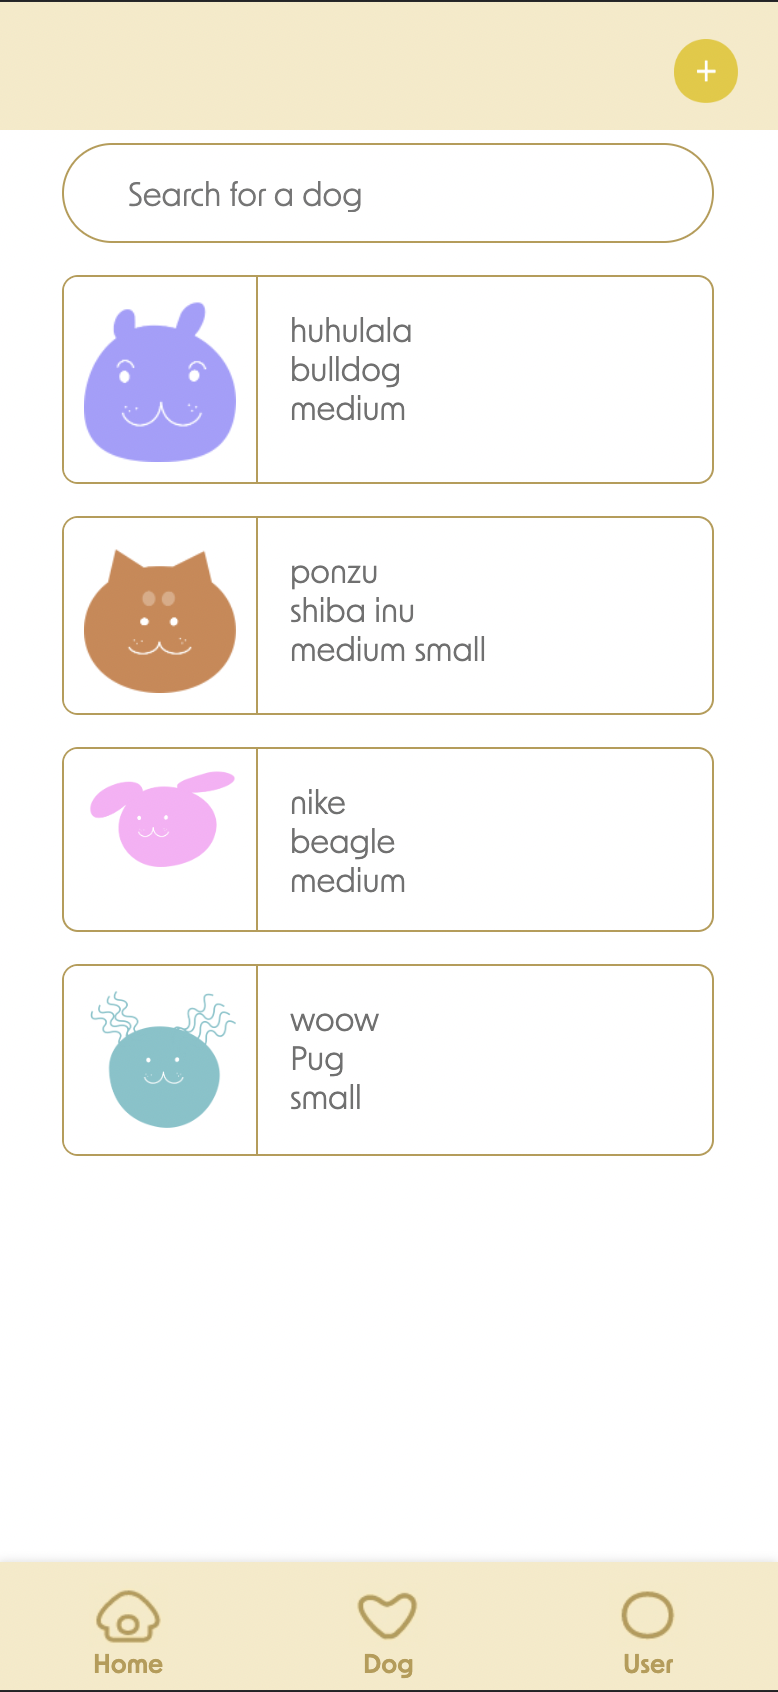 +
Search for a dog
huhulala
bulldog
medium
ponzu
shiba inu
medium small
nike
beagle
medium
woow
Pug
small
Home
Dog
User